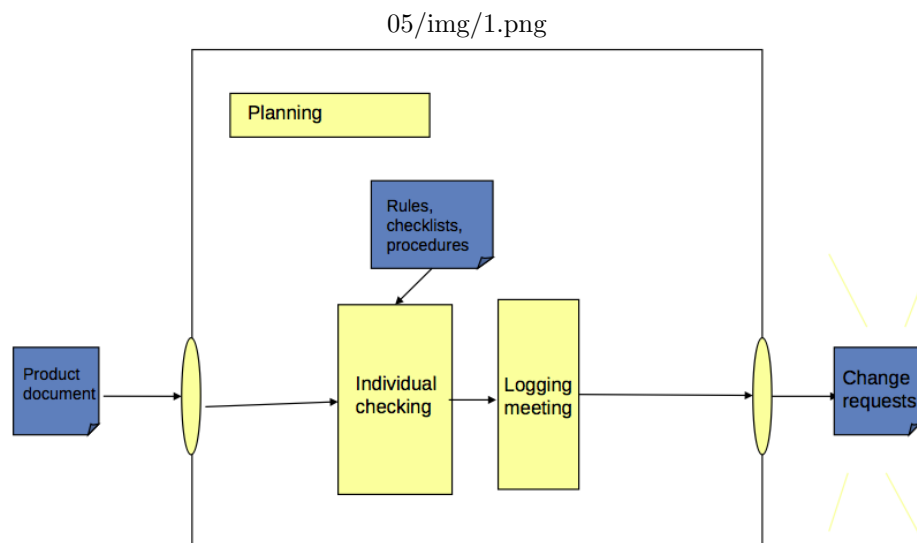 05/img/1.png
Planning
Rules,
checklists,
procedures
Product
document
Individual
checking
Logging
meeting
Change
requests